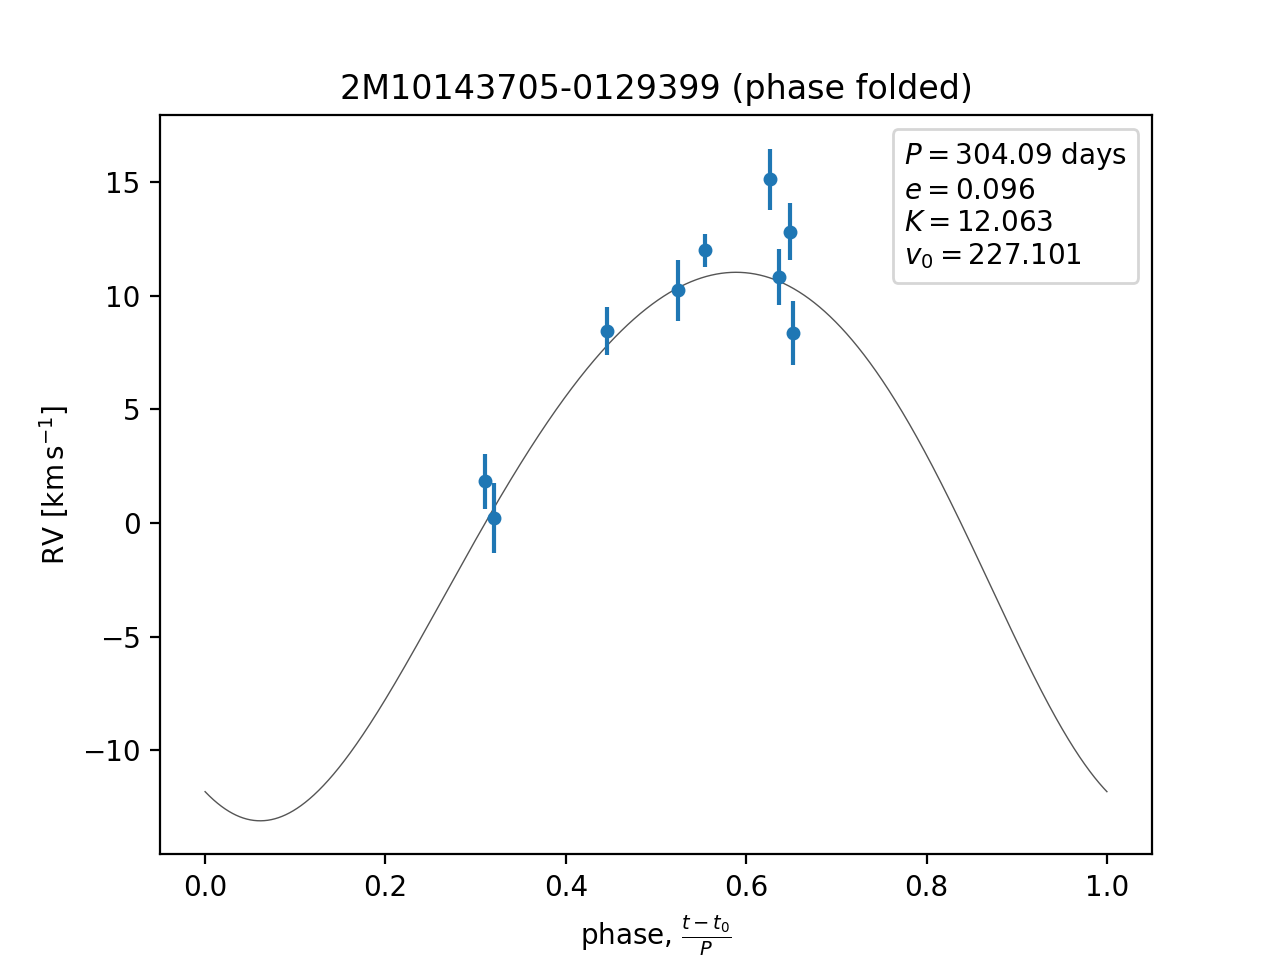 2M10143705-0129399 (phase folded)
P = 304.09 days
e = 0.096
K = 12.063
v₀ = 227.101
15
10
5
0
−5
−10
RV [km s⁻¹]
0.0 0.2 0.4 0.6 0.8 1.0
phase, (t − t₀)/P